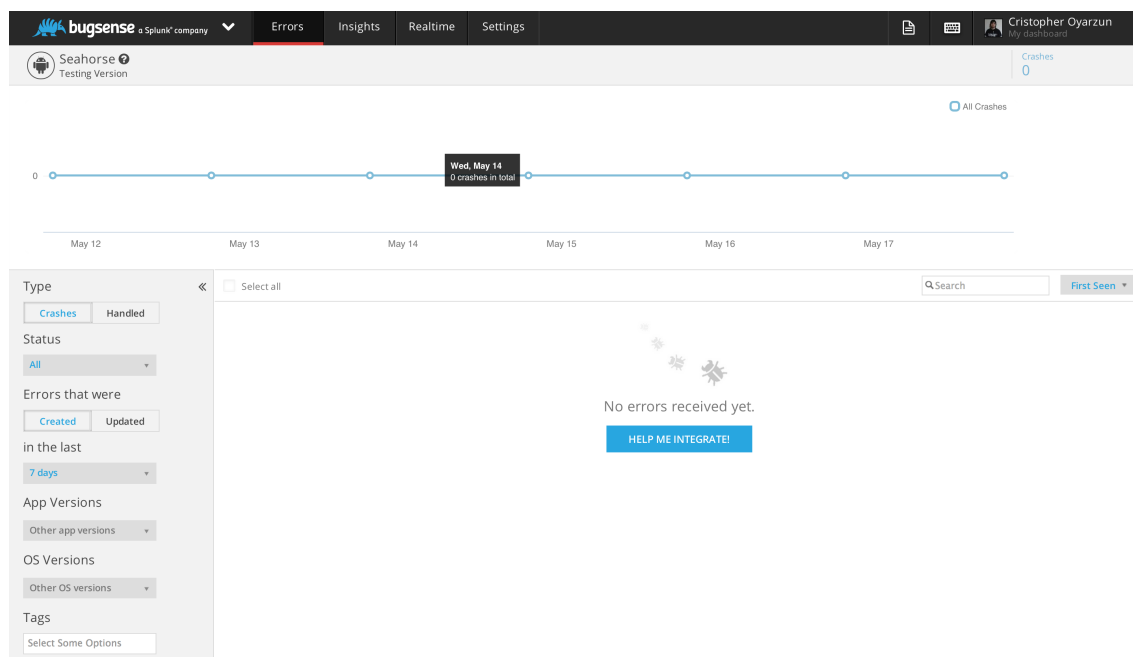 bugsense a Splunk® company
Errors
Insights
Realtime
Settings
Cristopher Oyarzun
My dashboard
Seahorse ?
Testing Version
Crashes
0
All Crashes
Wed, May 14
0 crashes in total
0
May 12
May 13
May 14
May 15
May 16
May 17
Type
Crashes
Handled
Status
All
Errors that were
Created
Updated
in the last
7 days
App Versions
Other app versions
OS Versions
Other OS versions
Tags
Select Some Options
Select all
Search
First Seen
No errors received yet.
HELP ME INTEGRATE!